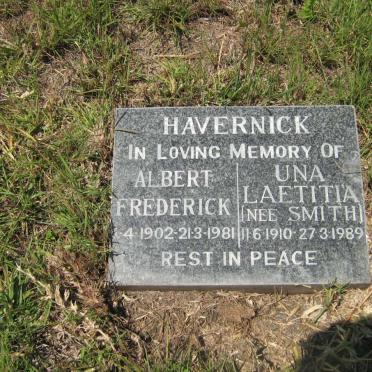 HAVERNICK
IN LOVING MEMORY OF
ALBERT
FREDERICK
4·1902·21·3·1981
UNA
LAETITIA
(NEE SMITH)
11·6·1910·27·3·1989
REST IN PEACE